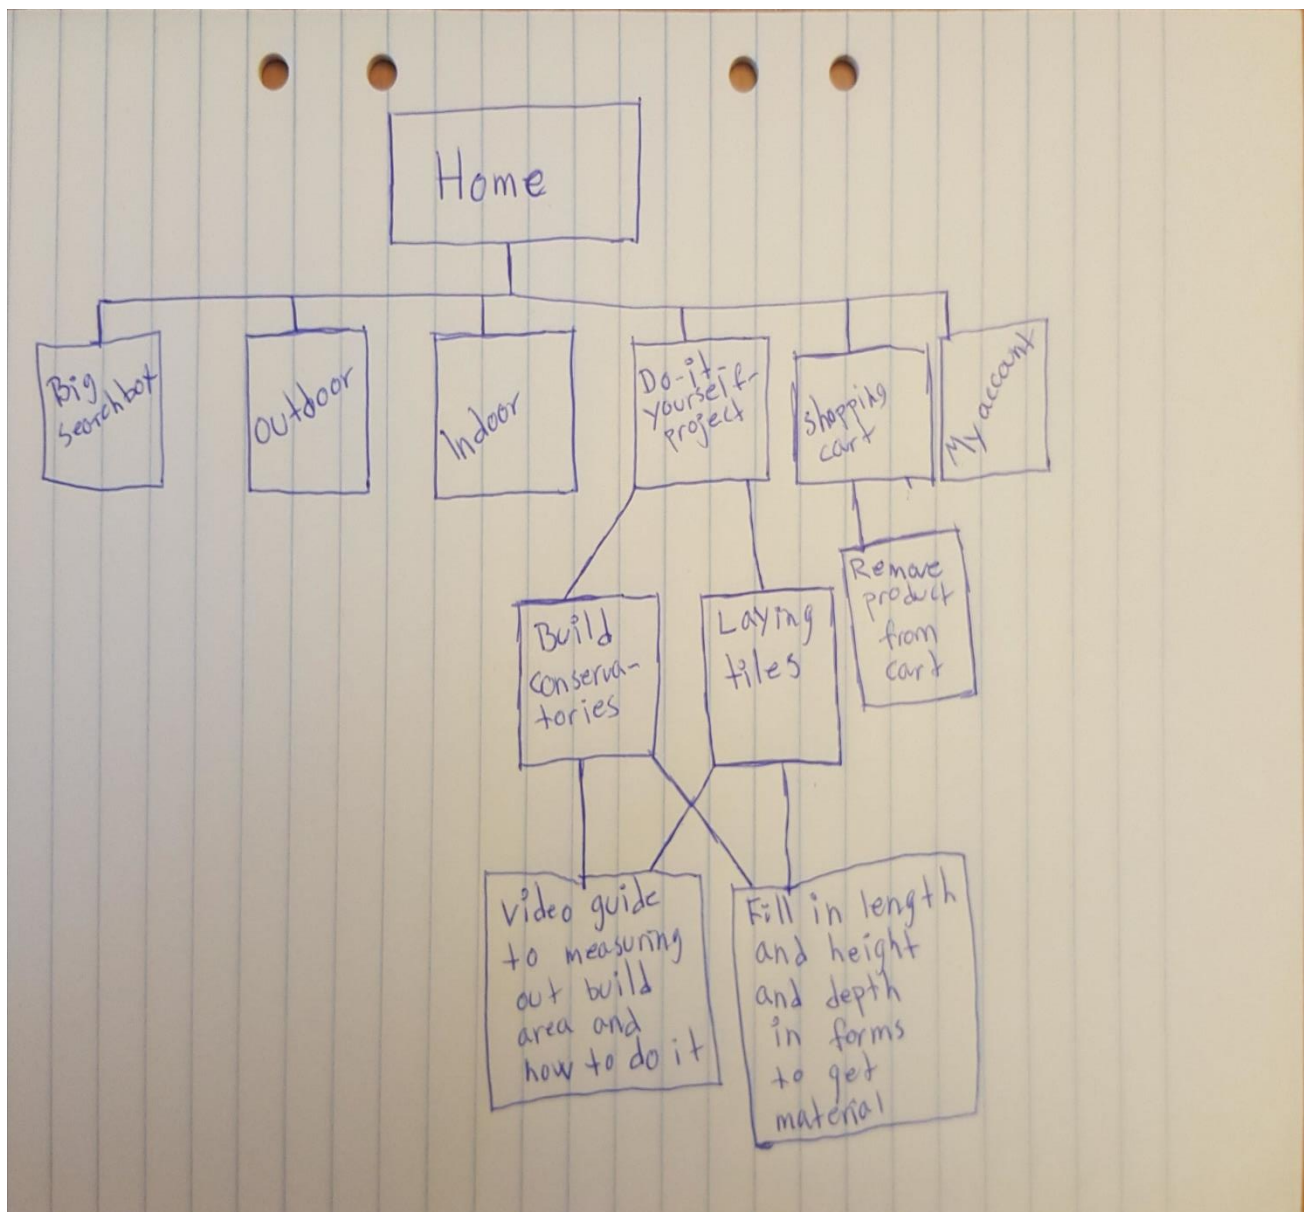 Home
Big
searchbot
outdoor
Indoor
Do-it-
yourself-
project
shopping
cart
My accant
Build
conserva-
tories
Laying
tiles
Remove
product
from
cart
Video guide
to measuring
out build
area and
how to do it
Fill in length
and height
and depth
in forms
to get
material